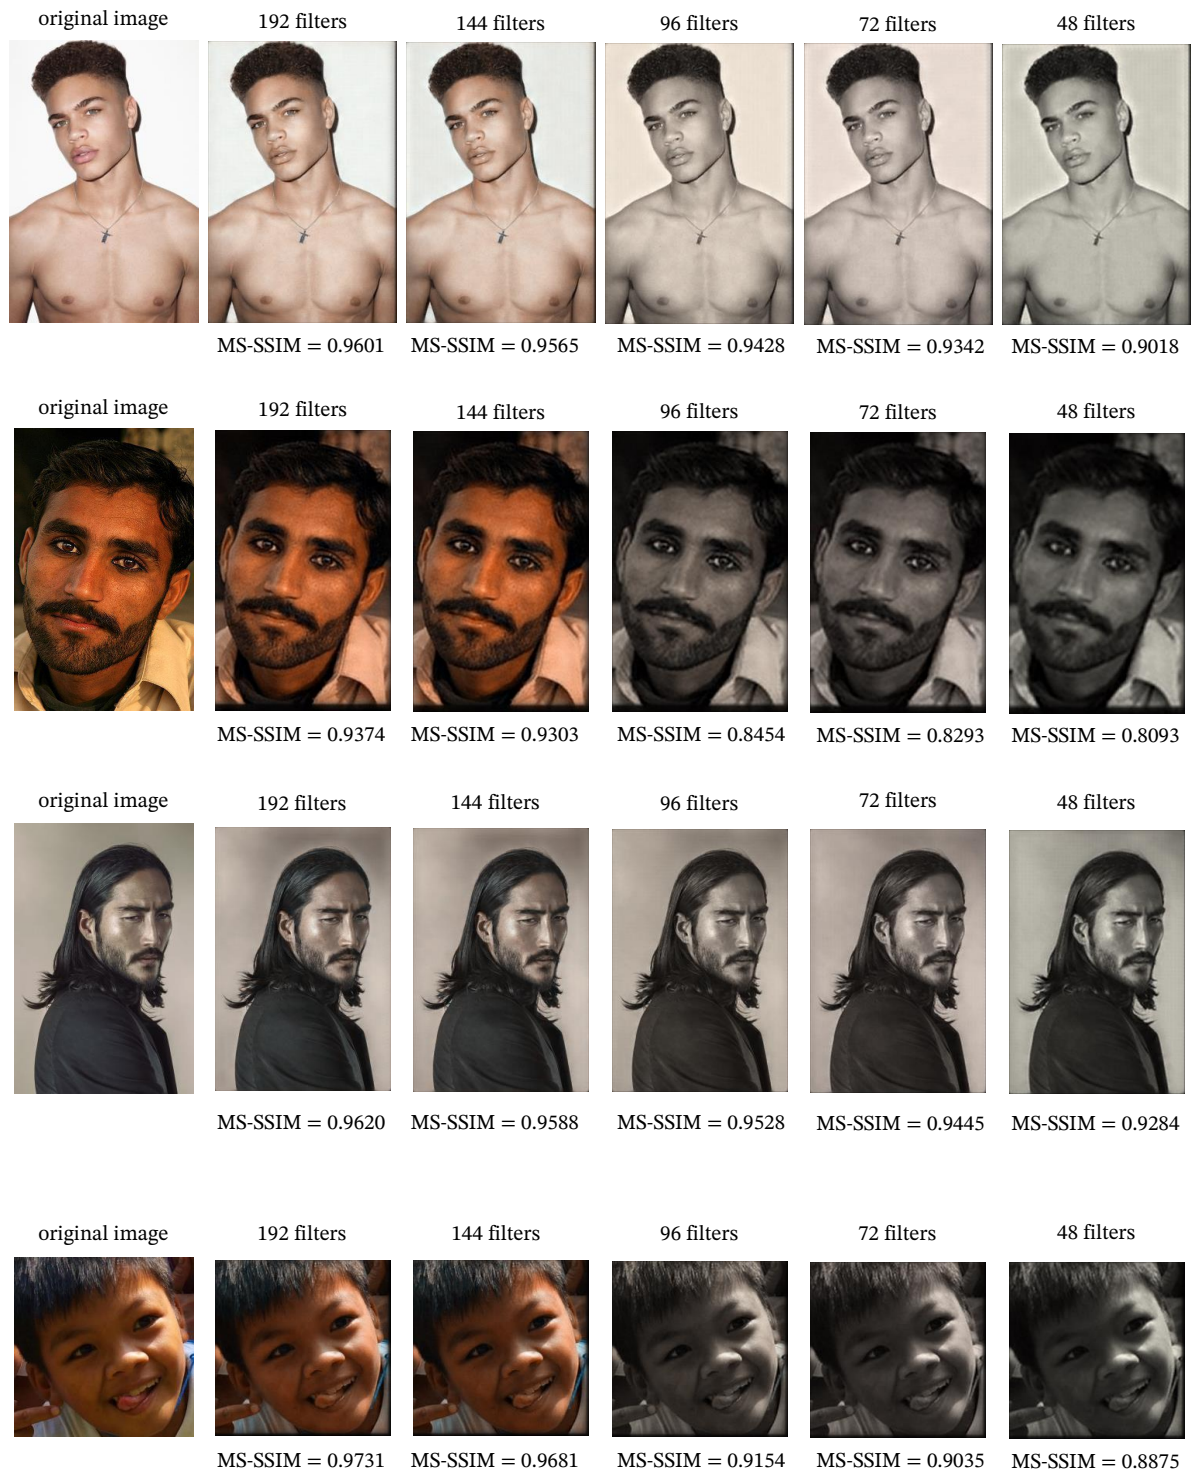 original image 192 filters 144 filters 96 filters 72 filters 48 filters
MS-SSIM = 0.9601 MS-SSIM = 0.9565 MS-SSIM = 0.9428 MS-SSIM = 0.9342 MS-SSIM = 0.9018
original image 192 filters 144 filters 96 filters 72 filters 48 filters
MS-SSIM = 0.9374 MS-SSIM = 0.9303 MS-SSIM = 0.8454 MS-SSIM = 0.8293 MS-SSIM = 0.8093
original image 192 filters 144 filters 96 filters 72 filters 48 filters
MS-SSIM = 0.9620 MS-SSIM = 0.9588 MS-SSIM = 0.9528 MS-SSIM = 0.9445 MS-SSIM = 0.9284
original image 192 filters 144 filters 96 filters 72 filters 48 filters
MS-SSIM = 0.9731 MS-SSIM = 0.9681 MS-SSIM = 0.9154 MS-SSIM = 0.9035 MS-SSIM = 0.8875